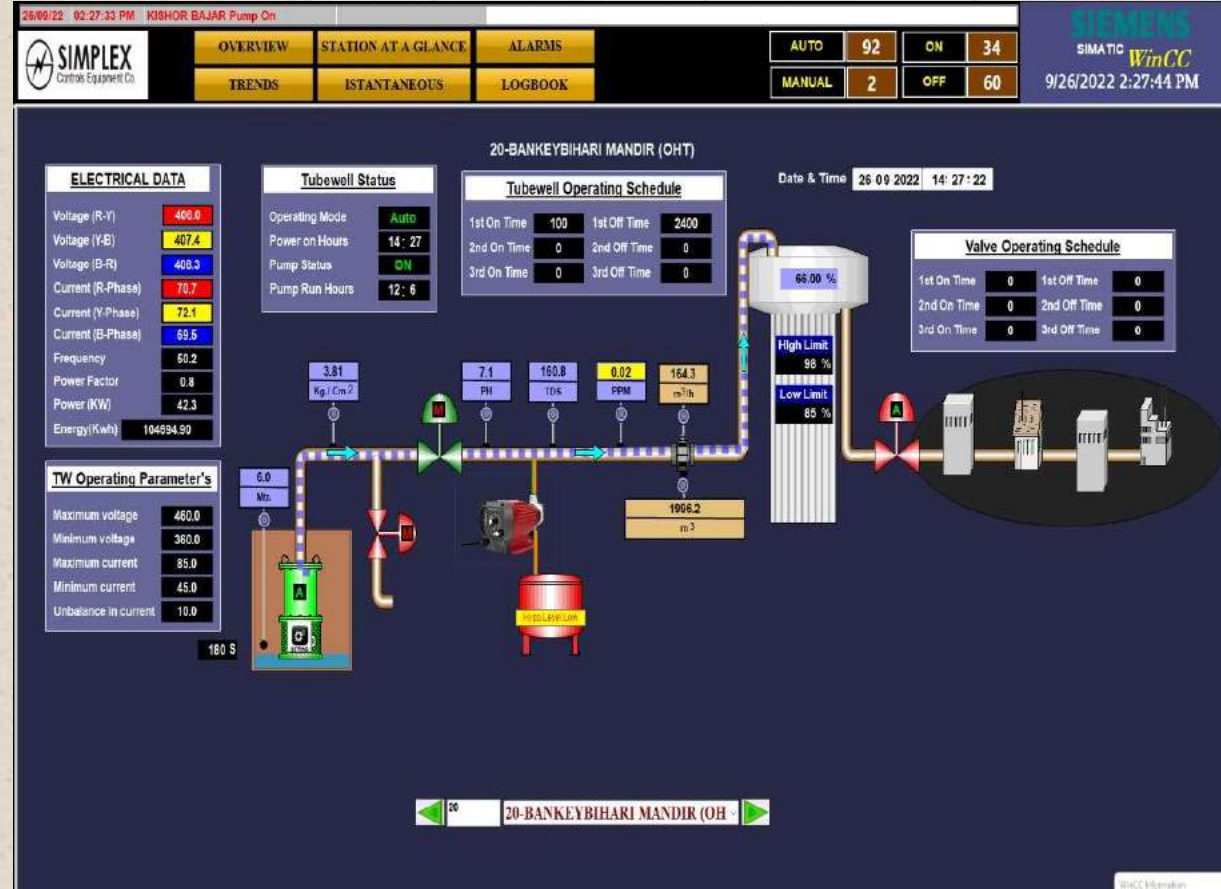 26/09/22 02:27:33 PM KISHOR BAJAR Pump On
SIMPLEX
Controls Equipment Co.
OVERVIEW STATION AT A GLANCE ALARMS
TRENDS ISTANTANEOUS LOGBOOK
AUTO 92 ON 34
MANUAL 2 OFF 60
SIEMENS
SIMATIC WinCC
9/26/2022 2:27:44 PM
20-BANKEYBIHARI MANDIR (OHT)
Date & Time 26 09 2022 14: 27: 22
ELECTRICAL DATA
Voltage (R-Y) 406.0
Voltage (Y-B) 407.4
Voltage (B-R) 408.3
Current (R-Phase) 70.7
Current (Y-Phase) 72.1
Current (B-Phase) 69.5
Frequency 50.2
Power Factor 0.8
Power (KW) 42.3
Energy(Kwh) 104694.90
Tubewell Status
Operating Mode Auto
Power on Hours 14: 27
Pump Status ON
Pump Run Hours 12: 6
Tubewell Operating Schedule
1st On Time 100 1st Off Time 2400
2nd On Time 0 2nd Off Time 0
3rd On Time 0 3rd Off Time 0
Valve Operating Schedule
1st On Time 0 1st Off Time 0
2nd On Time 0 2nd Off Time 0
3rd On Time 0 3rd Off Time 0
66.00 %
High Limit
98 %
Low Limit
85 %
3.81
Kg./ Cm2
M
7.1
PH
160.8
TDS
0.02
PPM
164.3
m3/h
1996.2
m3
A
TW Operating Parameter's
Maximum voltage 460.0
Minimum voltage 360.0
Maximum current 85.0
Minimum current 45.0
Unbalance in current 10.0
6.0
Mtr.
M
A
180 S
Hypo Level Low
20 20-BANKEYBIHARI MANDIR (OH
WinCC Information